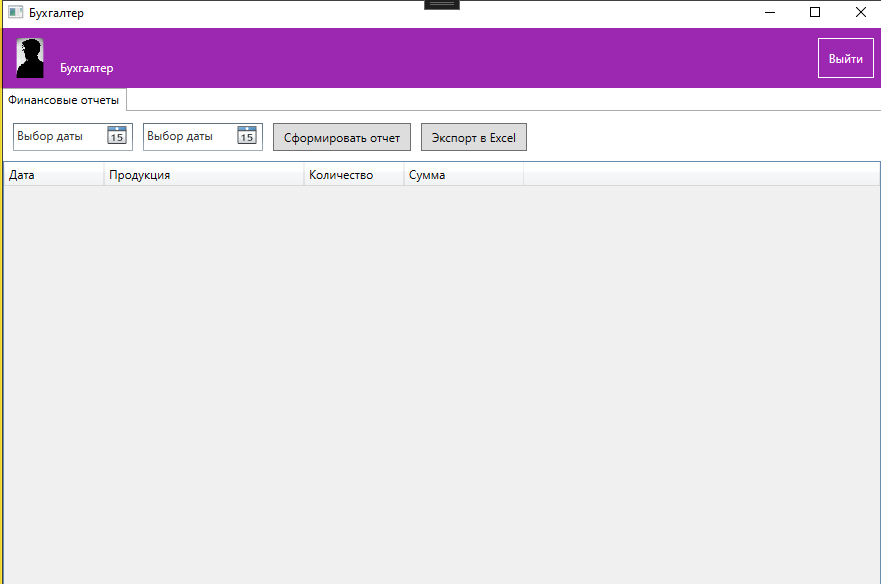 Бухгалтер
Бухгалтер
Выйти
Финансовые отчеты
Выбор даты 15 Выбор даты 15 Сформировать отчет Экспорт в Excel
Дата Продукция Количество Сумма